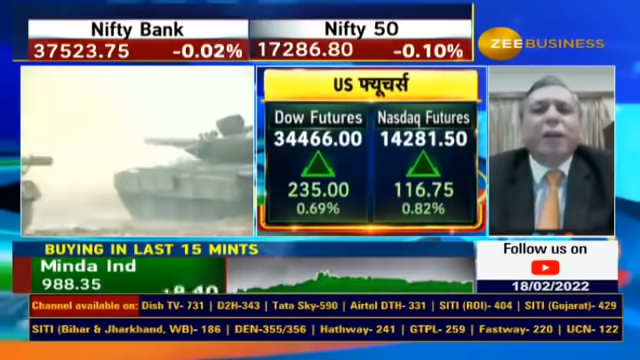 Nifty Bank
37523.75 -0.02%
Nifty 50
17286.80 -0.10%
ZEE BUSINESS
US फ्यूचर्स
Dow Futures
34466.00
235.00
0.69%
Nasdaq Futures
14281.50
116.75
0.82%
BUYING IN LAST 15 MINTS
Minda Ind
988.35
+8.40
Follow us on
18/02/2022
Channel available on: Dish TV- 731 | D2H-343 | Tata Sky-590 | Airtel DTH- 331 | SITI (ROI)- 404 | SITI (Gujarat)- 429
SITI (Bihar & Jharkhand, WB)- 186 | DEN-355/356 | Hathway- 241 | GTPL- 259 | Fastway- 220 | UCN- 122